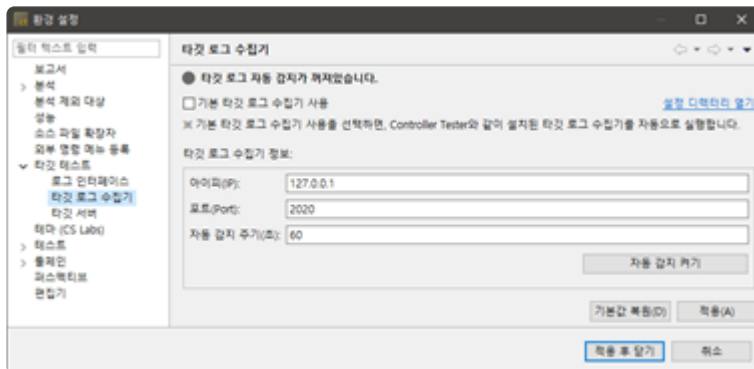 환경 설정
필터 텍스트 입력
보고서
분석
분석 제외 대상
성능
소스 파일 확장자
외부 명령 메뉴 등록
타깃 테스트
로그 인터페이스
타깃 로그 수집기
타깃 서버
테마 (CS Labs)
테스트
툴체인
퍼스펙티브
편집기
타깃 로그 수집기
타깃 로그 자동 감지가 꺼져있습니다.
기본 타깃 로그 수집기 사용
설정 디렉터리 열기
※ 기본 타깃 로그 수집기 사용을 선택하면, Controller Tester와 같이 설치된 타깃 로그 수집기를 자동으로 실행합니다.
타깃 로그 수집기 정보:
아이피(IP): 127.0.0.1
포트(Port): 2020
자동 감지 주기(초): 60
자동 감지 켜기
기본값 복원(D) 적용(A)
적용 후 닫기 취소